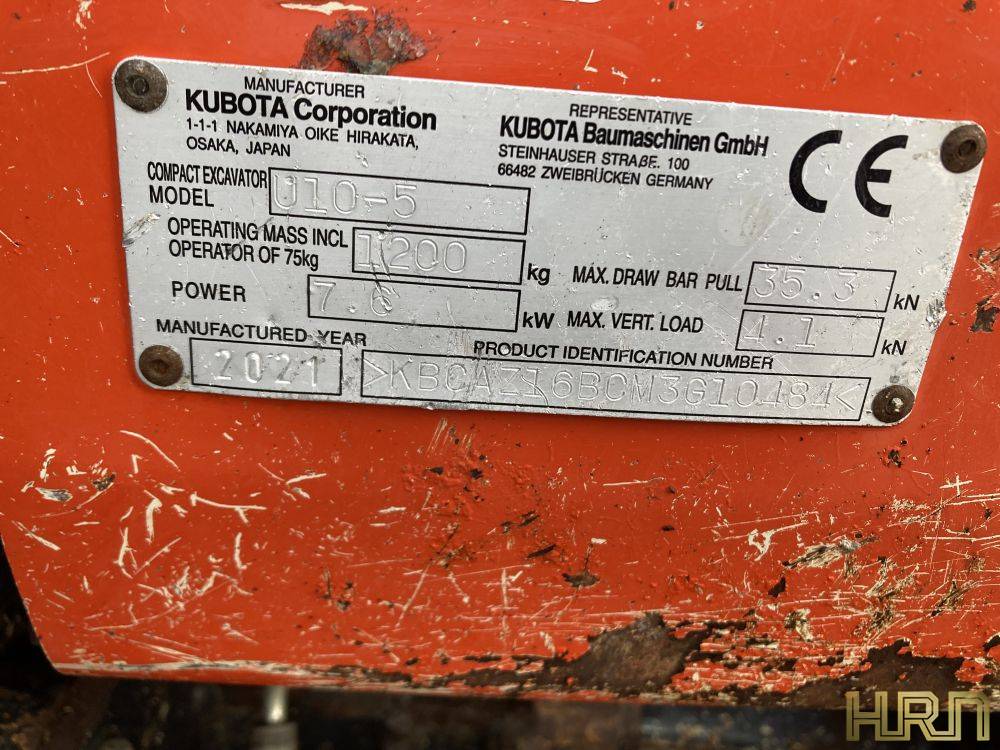 MANUFACTURER
KUBOTA Corporation
1-1-1 NAKAMIYA OIKE HIRAKATA,
OSAKA, JAPAN
REPRESENTATIVE
KUBOTA Baumaschinen GmbH
STEINHAUSER STRAßE. 100
66482 ZWEIBRÜCKEN GERMANY
CE
COMPACT EXCAVATOR
MODEL U10-5
OPERATING MASS INCL
OPERATOR OF 75kg 1200 kg
MAX. DRAW BAR PULL 35.3 kN
POWER 7.6 kW
MAX. VERT. LOAD 4.1 kN
MANUFACTURED YEAR
2021
PRODUCT IDENTIFICATION NUMBER
>KBCAZ16BCM3G10484<
HRN